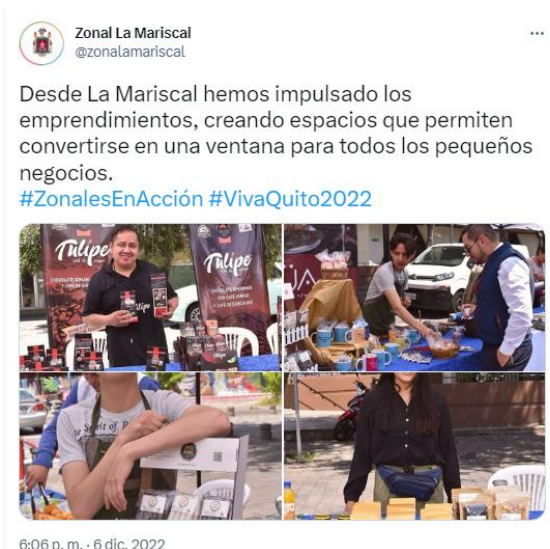 Zonal La Mariscal
@zonalamariscal
Desde La Mariscal hemos impulsado los
emprendimientos, creando espacios que permiten
convertirse en una ventana para todos los pequeños
negocios.
#ZonalesEnAcción #VivaQuito2022
Tulipe
Tulipe
6:06 p. m. · 6 dic. 2022